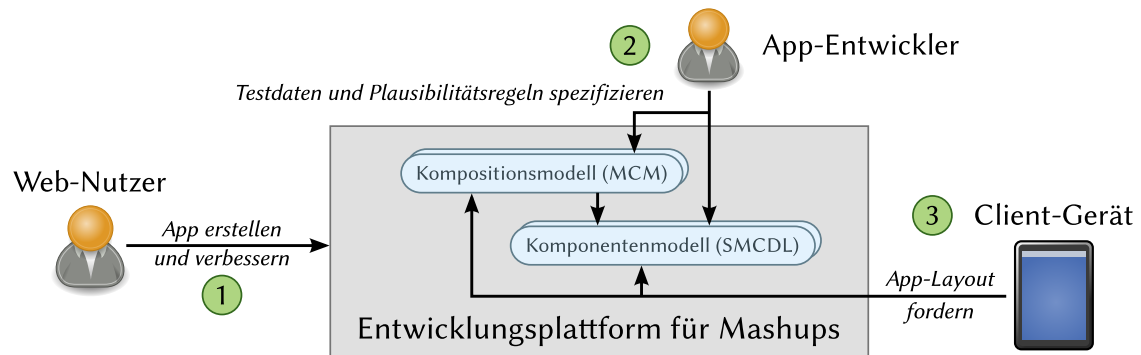 2
App-Entwickler
Testdaten und Plausibilitätsregeln spezifizieren
Kompositionsmodell (MCM)
Web-Nutzer
App erstellen
und verbessern
1
Komponentenmodell (SMCDL)
3
Client-Gerät
App-Layout
fordern
Entwicklungsplattform für Mashups